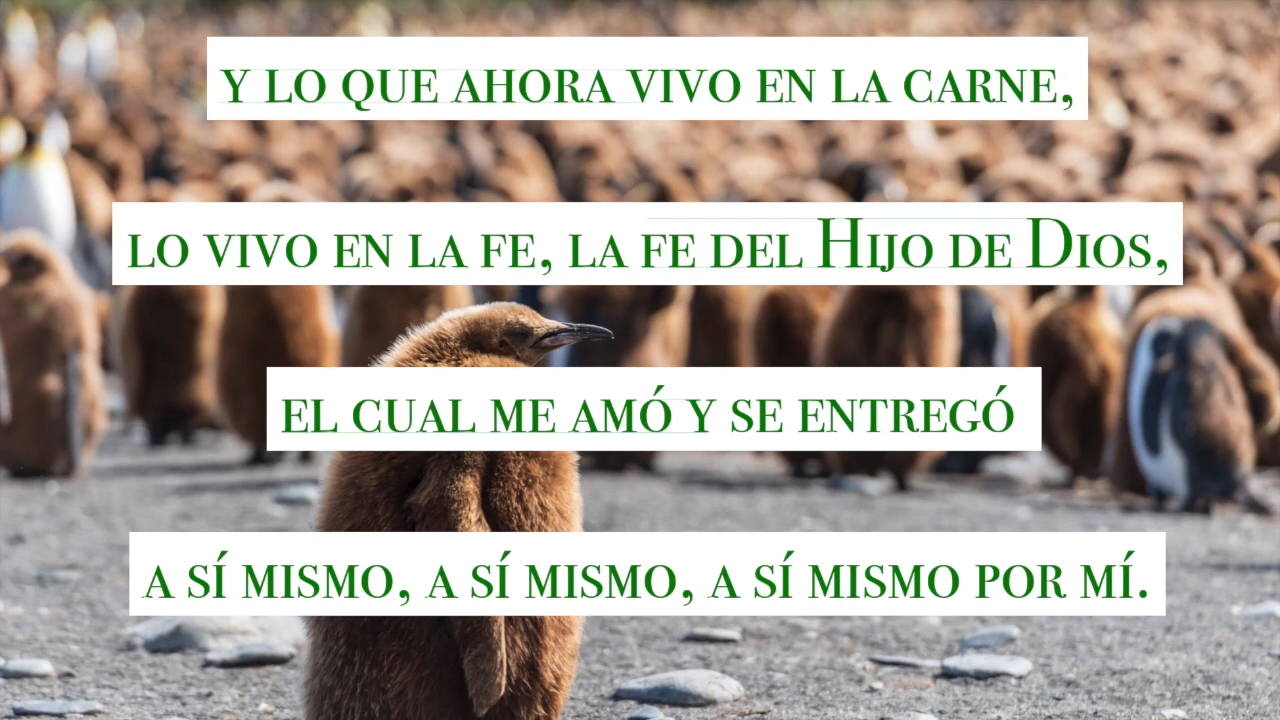 y lo que ahora vivo en la carne,
lo vivo en la fe, la fe del Hijo de Dios,
el cual me amó y se entregó
a sí mismo, a sí mismo, a sí mismo por mí.